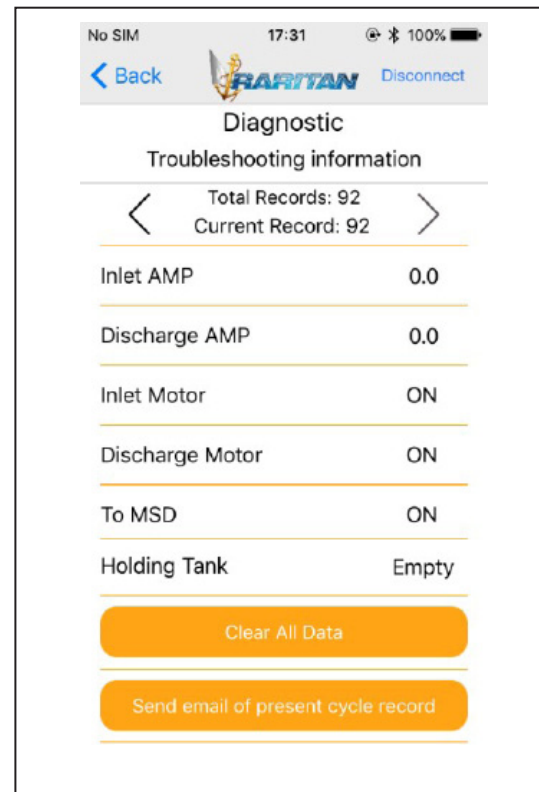 No SIM 17:31 100%
Back RARITAN Disconnect
Diagnostic
Troubleshooting information
Total Records: 92
Current Record: 92
Inlet AMP 0.0
Discharge AMP 0.0
Inlet Motor ON
Discharge Motor ON
To MSD ON
Holding Tank Empty
Clear All Data
Send email of present cycle record